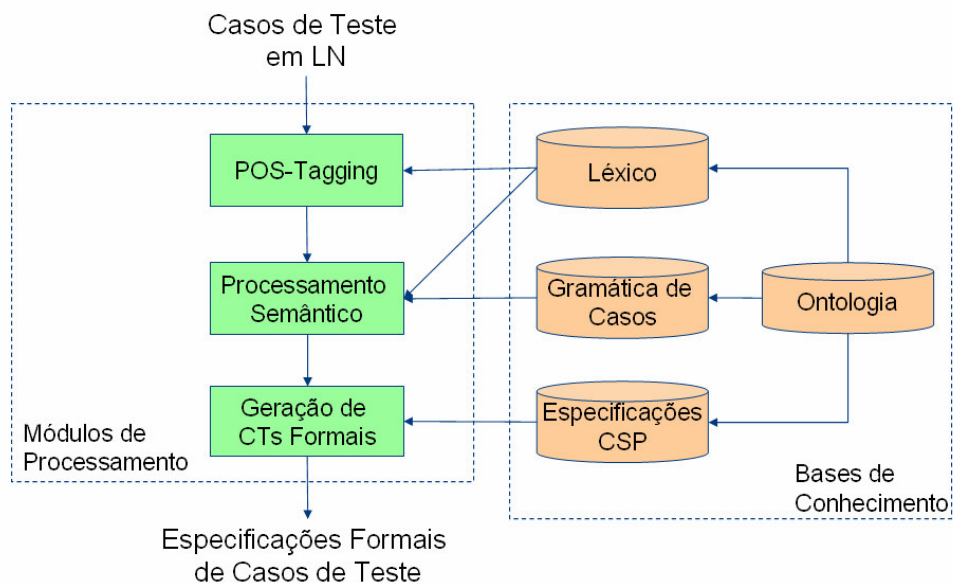 Casos de Teste
em LN
POS-Tagging
Léxico
Processamento
Semântico
Gramática de
Casos
Ontologia
Geração de
CTs Formais
Especificações
CSP
Módulos de
Processamento
Bases de
Conhecimento
Especificações Formais
de Casos de Teste